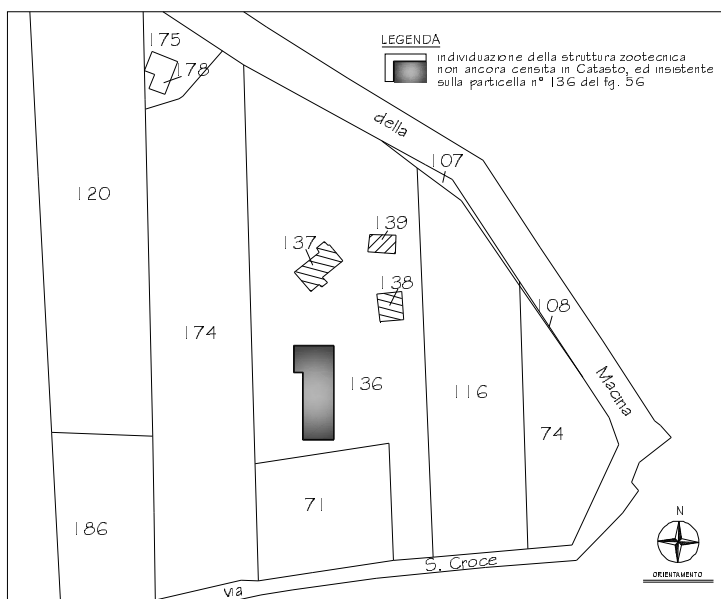 175
178
LEGENDA
individuazione della struttura zootecnica
non ancora censita in Catasto, ed insistente
sulla particella n° 136 del fg. 56
della
107
120
139
137
138
174
108
136
116
Macina
74
71
186
N
S. Croce
via
ORIENTAMENTO